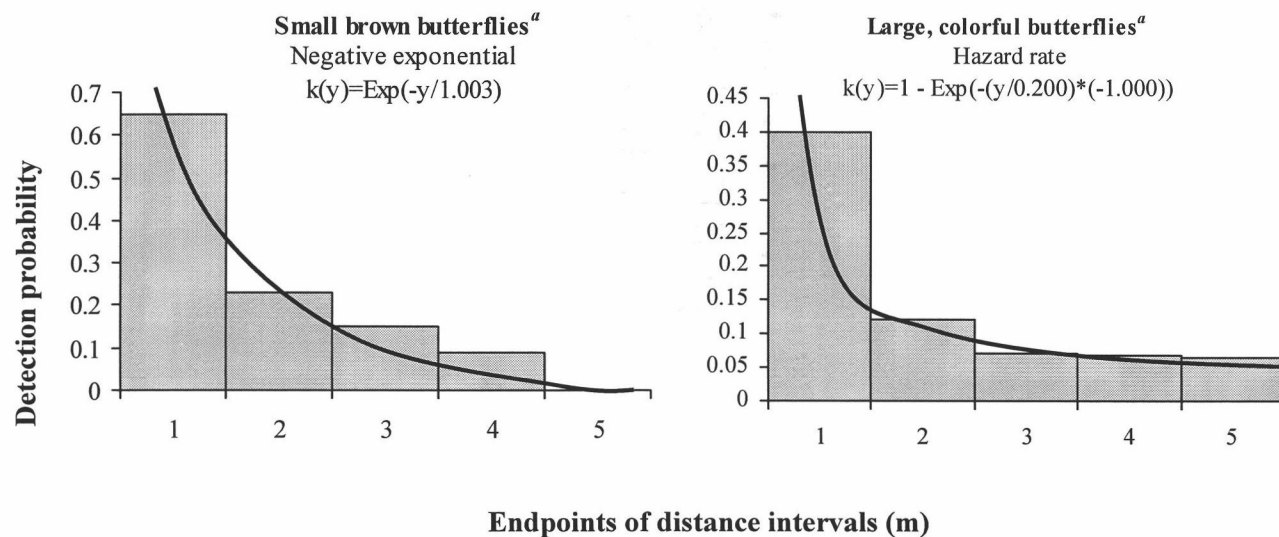 Small brown butterflies^a
Negative exponential
k(y)=Exp(-y/1.003)
0.7
0.6
0.5
0.4
0.3
0.2
0.1
0
1 2 3 4 5
Large, colorful butterflies^a
Hazard rate
k(y)=1 - Exp(-(y/0.200)*(-1.000))
0.45
0.4
0.35
0.3
0.25
0.2
0.15
0.1
0.05
0
1 2 3 4 5
Detection probability
Endpoints of distance intervals (m)